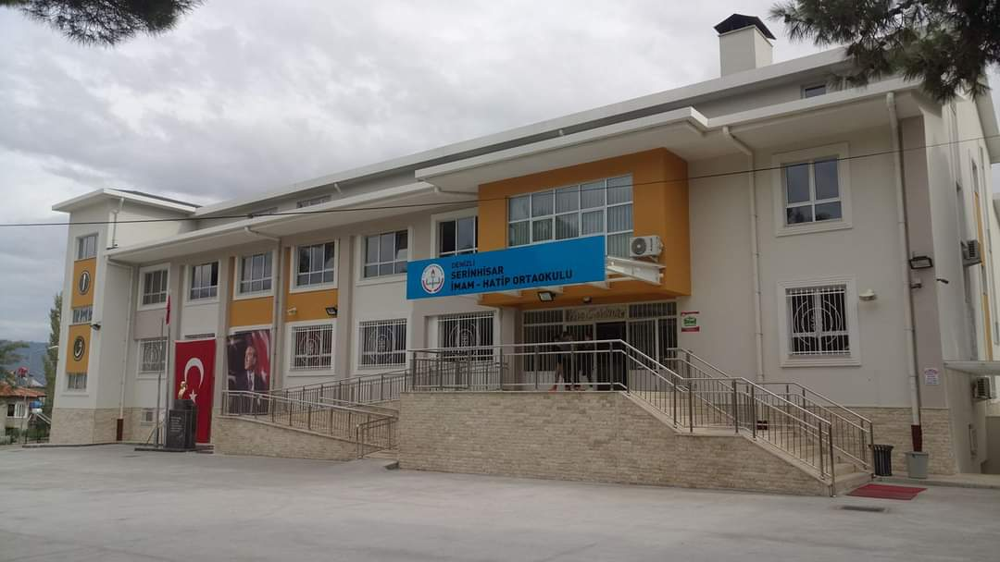 DENİZLİ
SERİNHİSAR
İMAM - HATİP ORTAOKULU